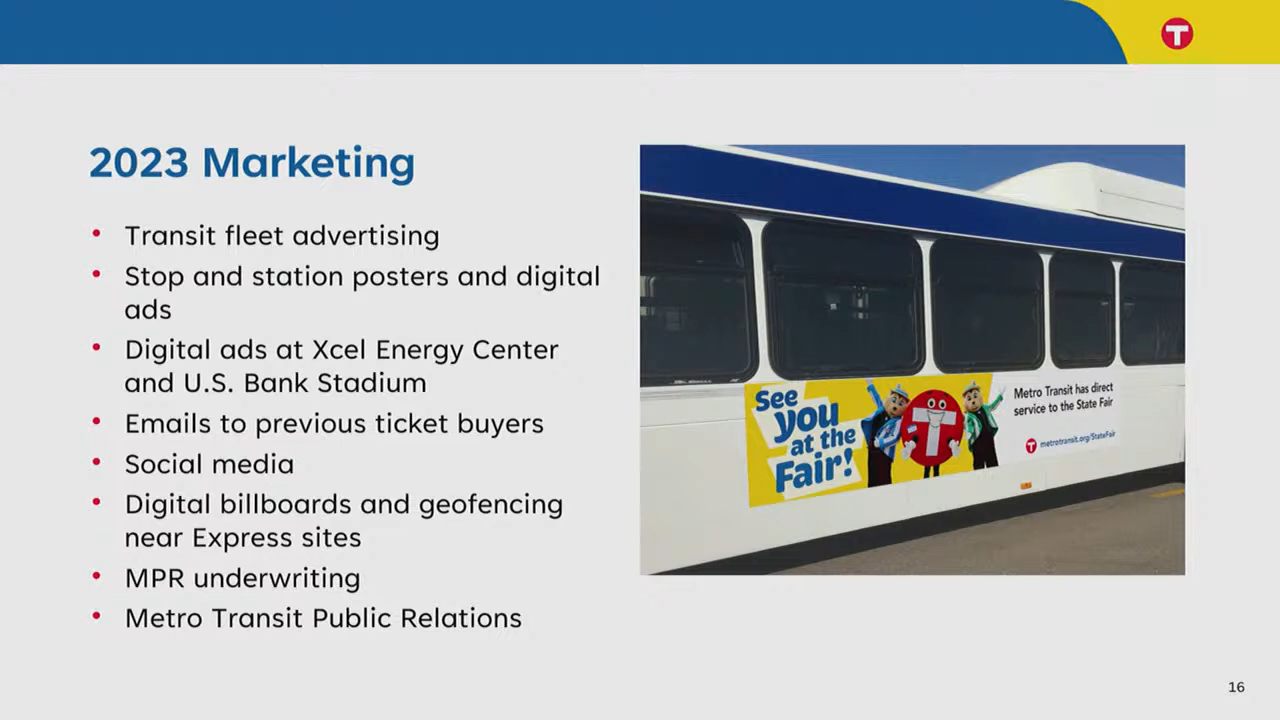 T
2023 Marketing
• Transit fleet advertising
• Stop and station posters and digital
ads
• Digital ads at Xcel Energy Center
and U.S. Bank Stadium
• Emails to previous ticket buyers
• Social media
• Digital billboards and geofencing
near Express sites
• MPR underwriting
• Metro Transit Public Relations
See
you
at the
Fair!
T
Metro Transit has direct
service to the State Fair
T metrotransit.org/StateFair
16